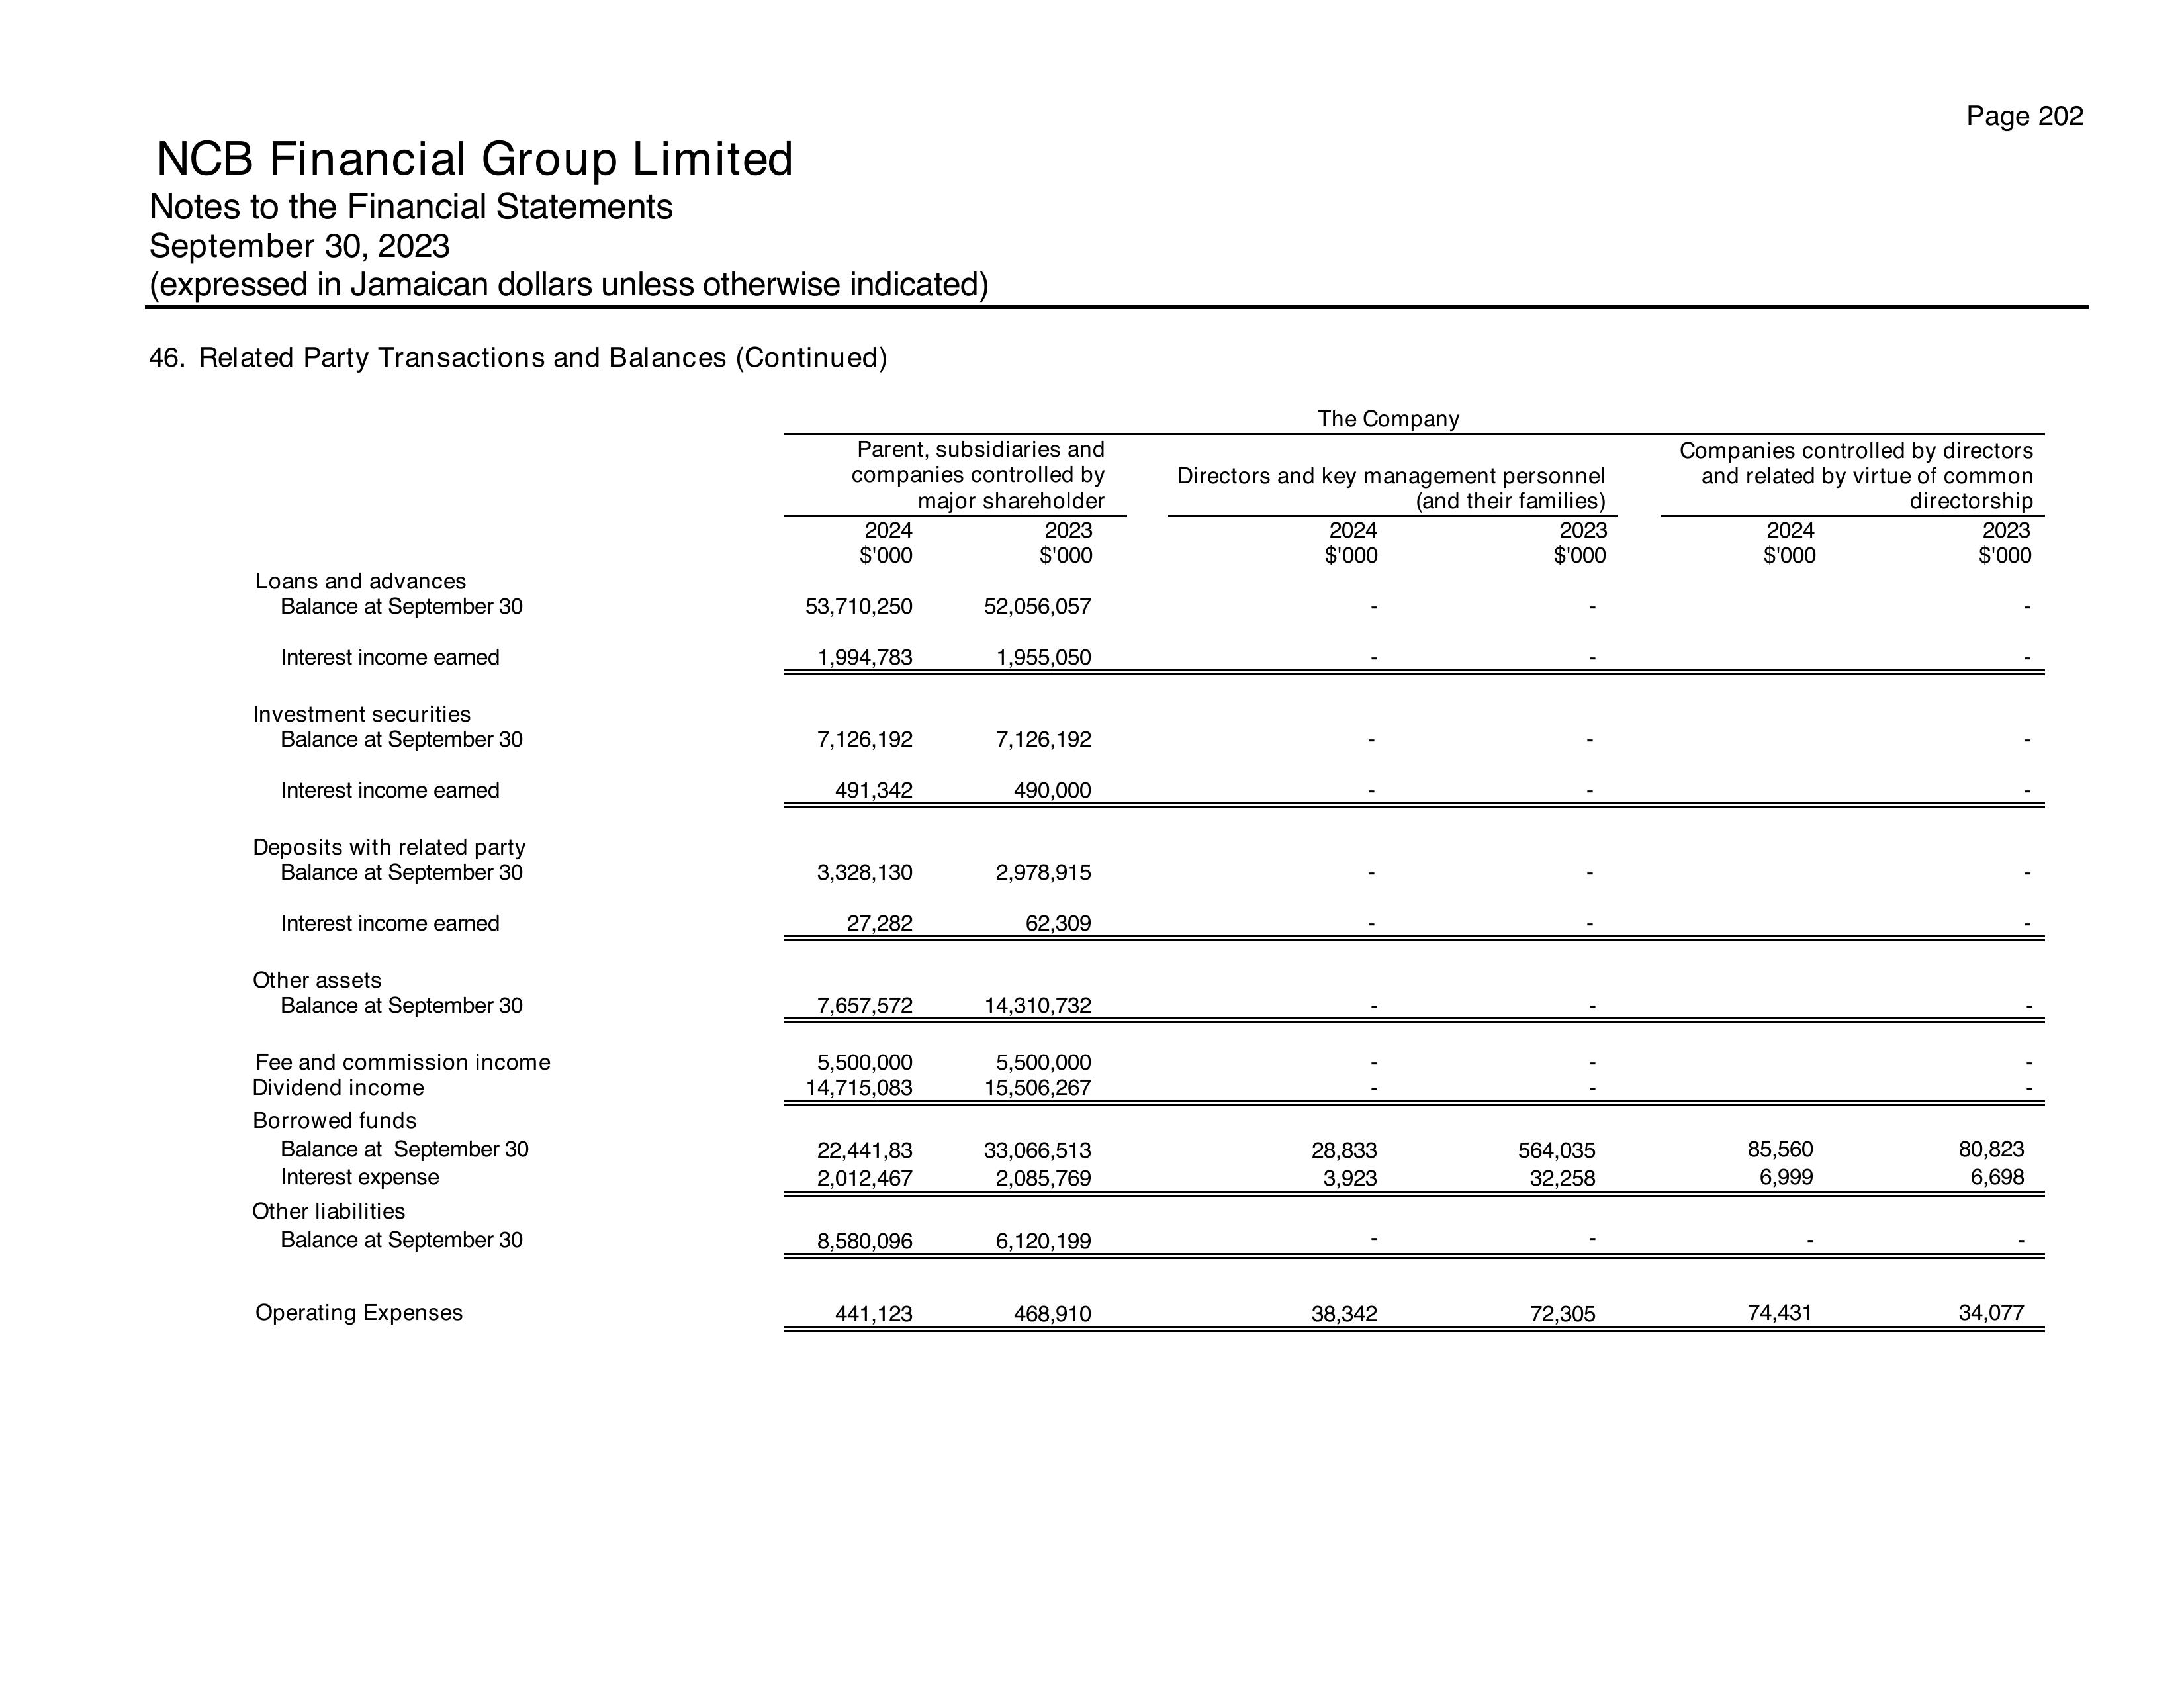 Page 202
NCB Financial Group Limited
Notes to the Financial Statements
September 30, 2023
(expressed in Jamaican dollars unless otherwise indicated)
46. Related Party Transactions and Balances (Continued)
The Company
Parent, subsidiaries and
companies controlled by
major shareholder
Directors and key management personnel
(and their families)
Companies controlled by directors
and related by virtue of common
directorship
2024 2023 2024 2023 2024 2023
$'000 $'000 $'000 $'000 $'000 $'000
Loans and advances
Balance at September 30 53,710,250 52,056,057 - - -
Interest income earned 1,994,783 1,955,050 - - -
Investment securities
Balance at September 30 7,126,192 7,126,192 - - -
Interest income earned 491,342 490,000 - - -
Deposits with related party
Balance at September 30 3,328,130 2,978,915 - - -
Interest income earned 27,282 62,309 - - -
Other assets
Balance at September 30 7,657,572 14,310,732 - - -
Fee and commission income 5,500,000 5,500,000 - - -
Dividend income 14,715,083 15,506,267 - - -
Borrowed funds
Balance at September 30 22,441,83 33,066,513 28,833 564,035 85,560 80,823
Interest expense 2,012,467 2,085,769 3,923 32,258 6,999 6,698
Other liabilities
Balance at September 30 8,580,096 6,120,199 - - - -
Operating Expenses 441,123 468,910 38,342 72,305 74,431 34,077